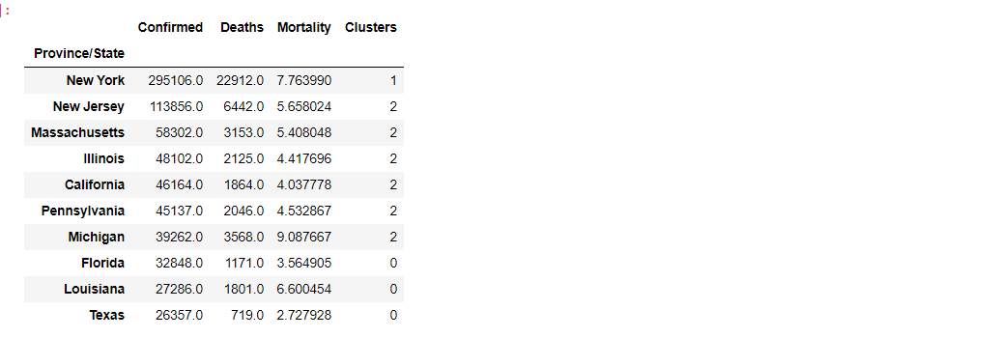 ]:
Confirmed Deaths Mortality Clusters
Province/State
New York 295106.0 22912.0 7.763990 1
New Jersey 113856.0 6442.0 5.658024 2
Massachusetts 58302.0 3153.0 5.408048 2
Illinois 48102.0 2125.0 4.417696 2
California 46164.0 1864.0 4.037778 2
Pennsylvania 45137.0 2046.0 4.532867 2
Michigan 39262.0 3568.0 9.087667 2
Florida 32848.0 1171.0 3.564905 0
Louisiana 27286.0 1801.0 6.600454 0
Texas 26357.0 719.0 2.727928 0